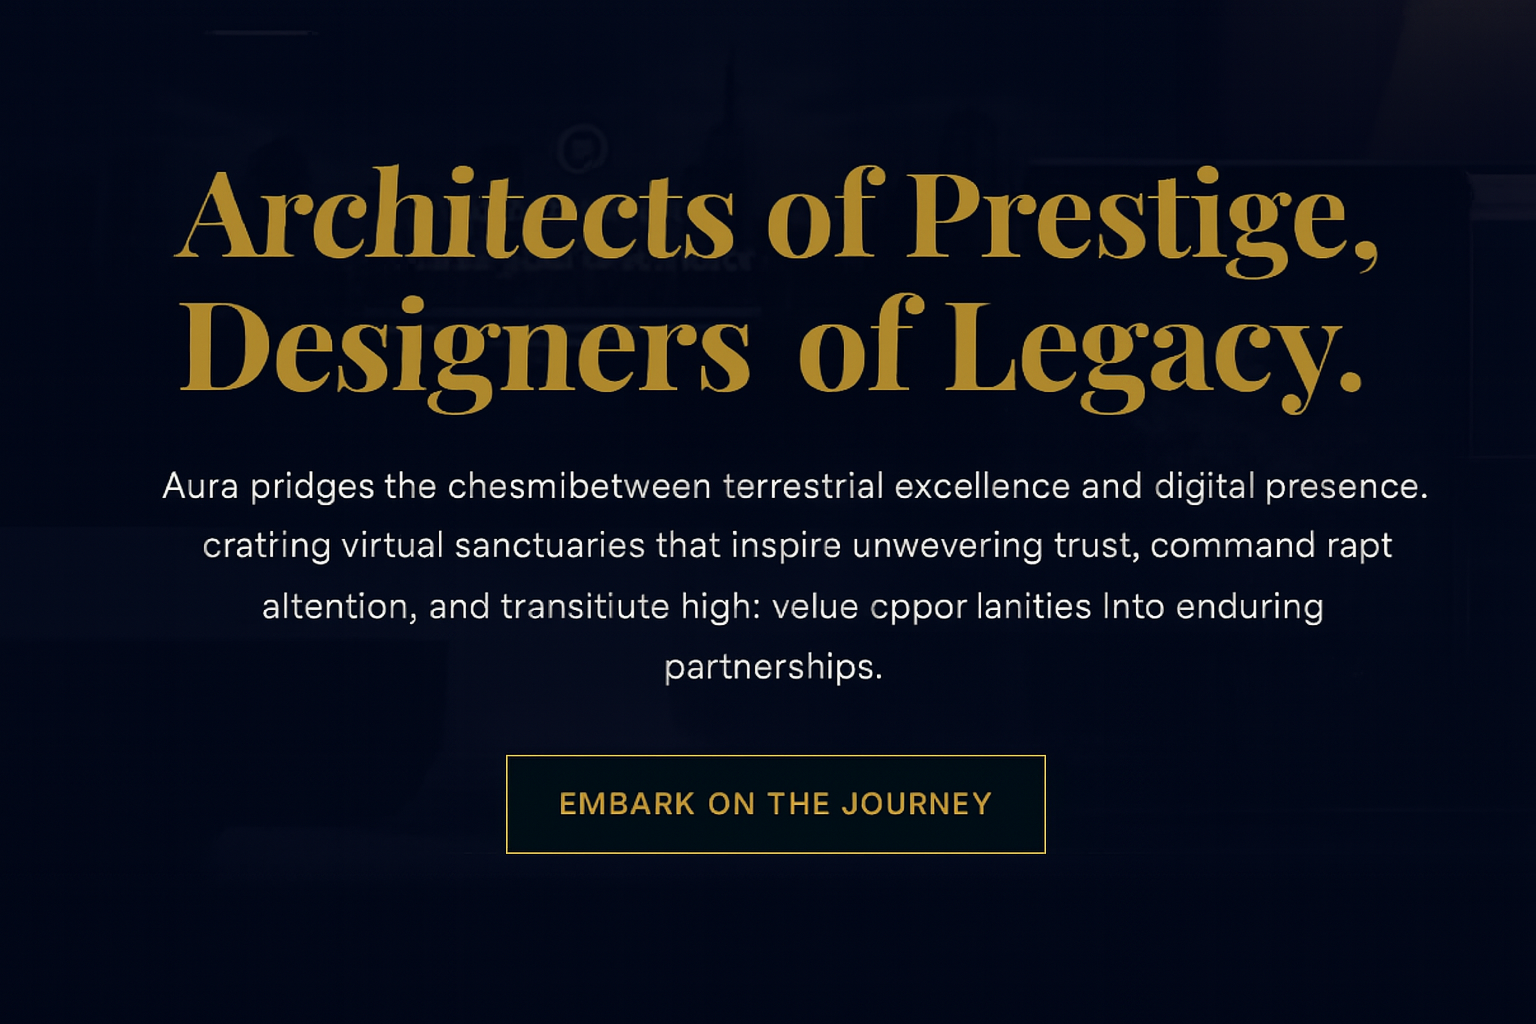 Architects of Prestige,
Designers of Legacy.
Aura pridges the chesmibetween terrestrial excellence and digital presence.
cratring virtual sanctuaries that inspire unwevering trust, command rapt
altention, and transitiute high: velue cppor lanities Into enduring
partnerships.
EMBARK ON THE JOURNEY